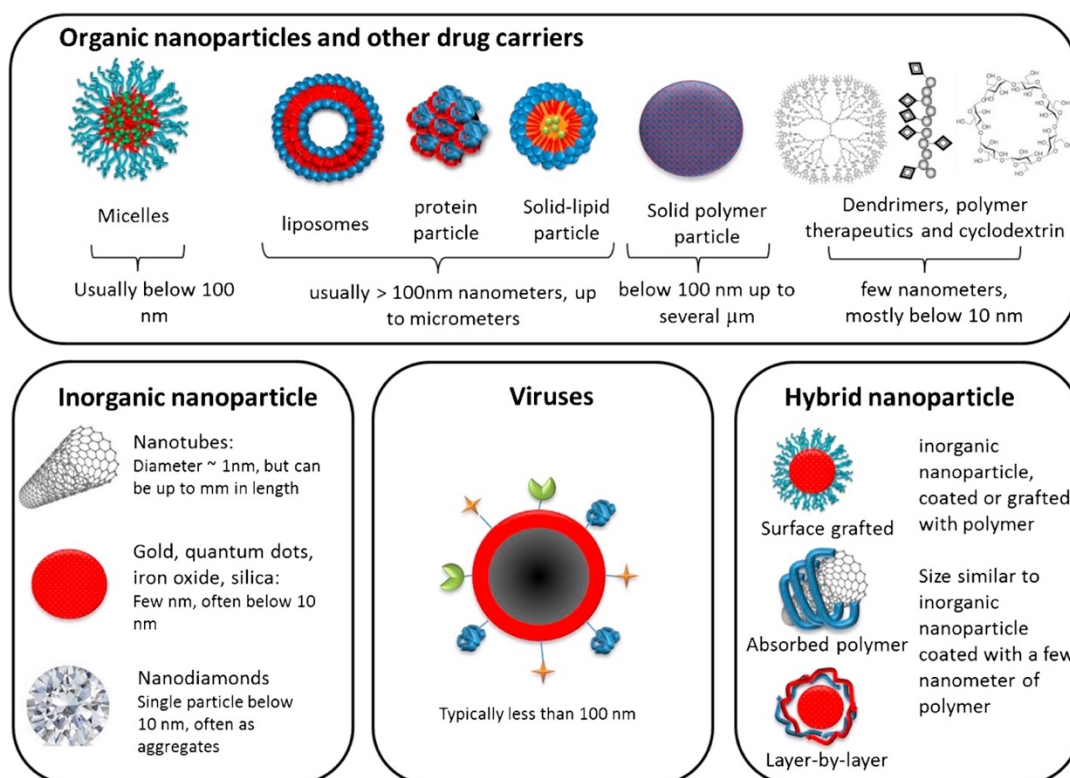 Organic nanoparticles and other drug carriers
Micelles
liposomes
protein
particle
Solid-lipid
particle
Solid polymer
particle
Dendrimers, polymer
therapeutics and cyclodextrin
Usually below 100
nm
usually > 100nm nanometers, up
to micrometers
below 100 nm up to
several μm
few nanometers,
mostly below 10 nm
Inorganic nanoparticle
Nanotubes:
Diameter ~ 1nm, but can
be up to mm in length
Gold, quantum dots,
iron oxide, silica:
Few nm, often below 10
nm
Nanodiamonds
Single particle below
10 nm, often as
aggregates
Viruses
Typically less than 100 nm
Hybrid nanoparticle
Surface grafted
Absorbed polymer
Layer-by-layer
inorganic
nanoparticle,
coated or grafted
with polymer
Size similar to
inorganic
nanoparticle
coated with a few
nanometer of
polymer